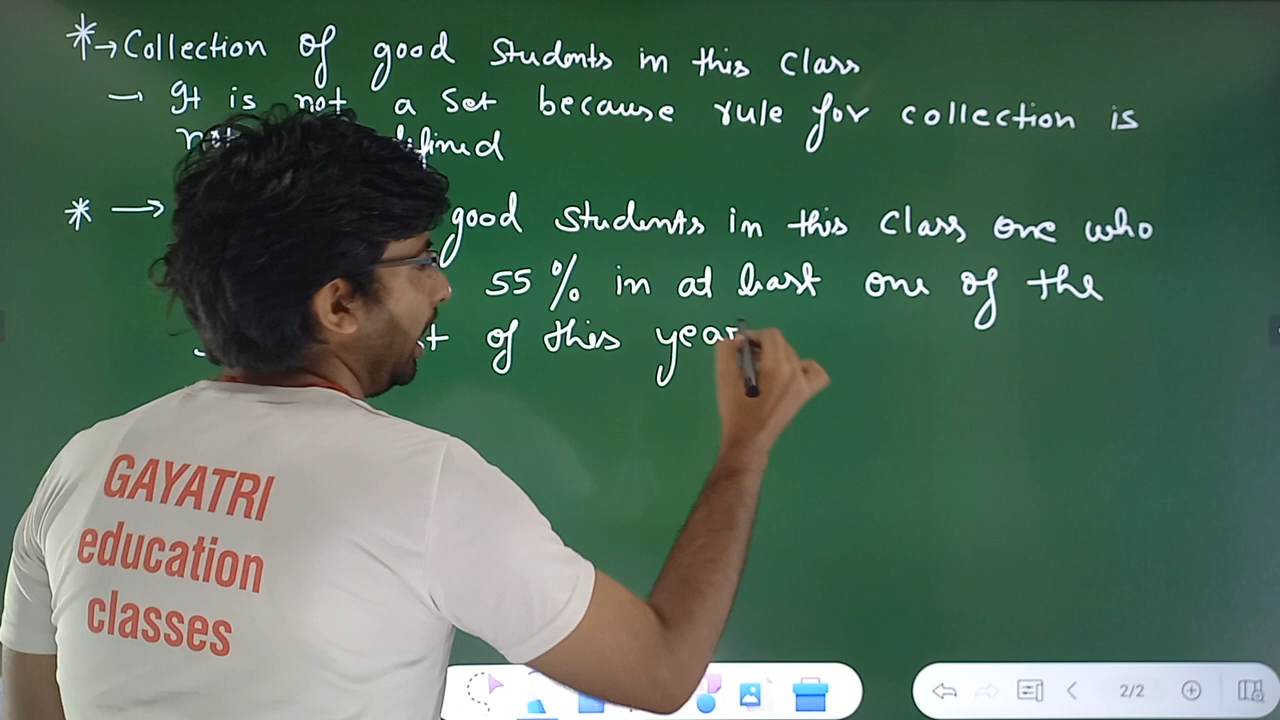 *→ Collection of good students in this class
→ It is not a set because rule for collection is
not defined
* → good students in this class one who
55% in at least one of the
of this year
GAYATRI
education
classes
2/2